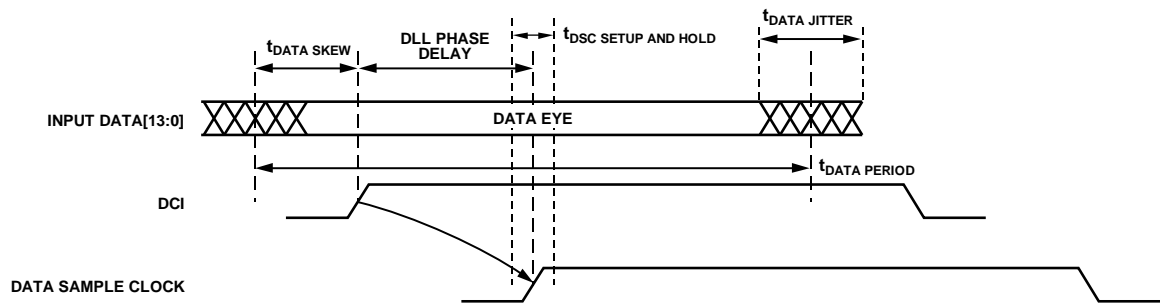 tDATA JITTER
tDATA SKEW
DLL PHASE
DELAY
tDSC SETUP AND HOLD
INPUT DATA[13:0]
DATA EYE
tDATA PERIOD
DCI
DATA SAMPLE CLOCK